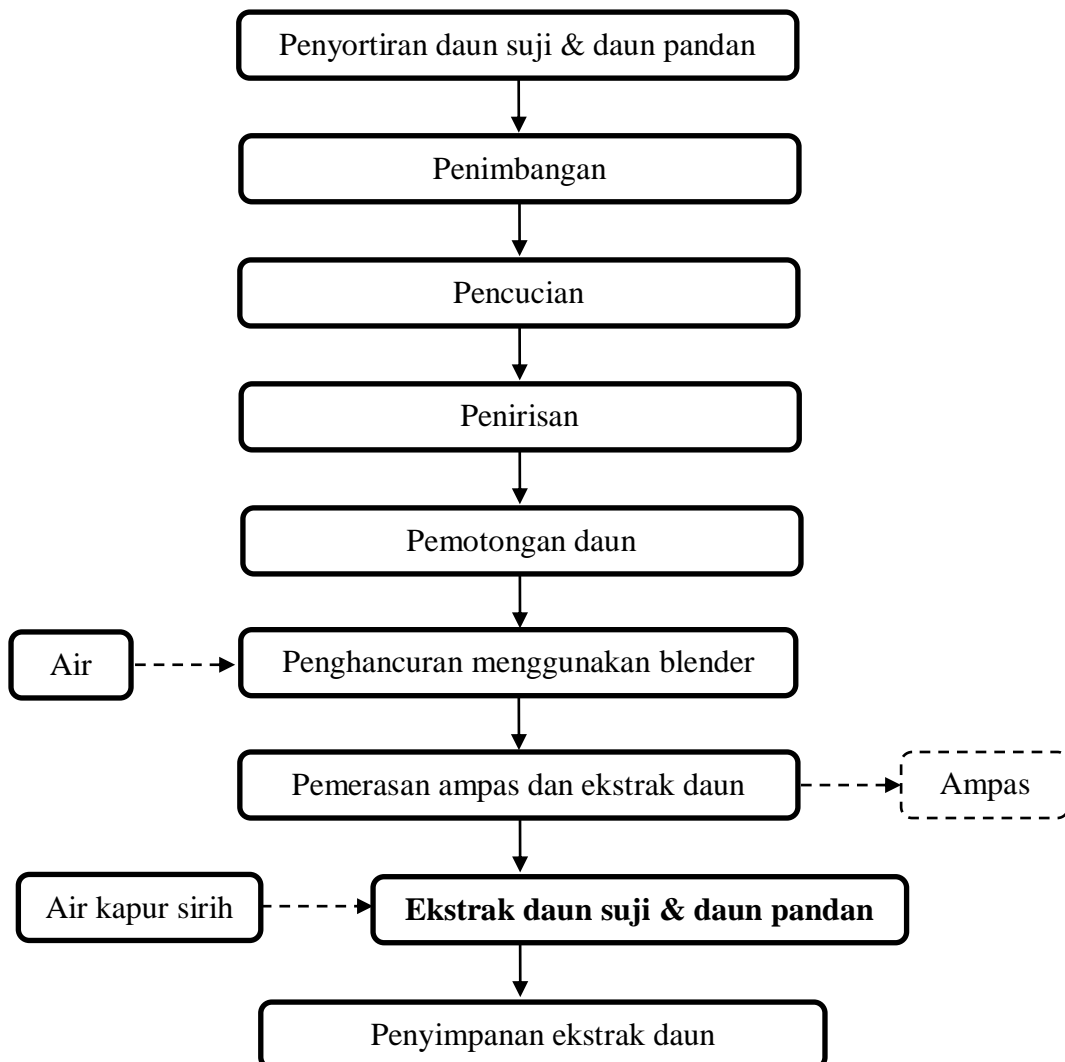 Penyortiran daun suji & daun pandan
Penimbangan
Pencucian
Penirisan
Pemotongan daun
Air
Penghancuran menggunakan blender
Pemerasan ampas dan ekstrak daun
Ampas
Air kapur sirih
Ekstrak daun suji & daun pandan
Penyimpanan ekstrak daun